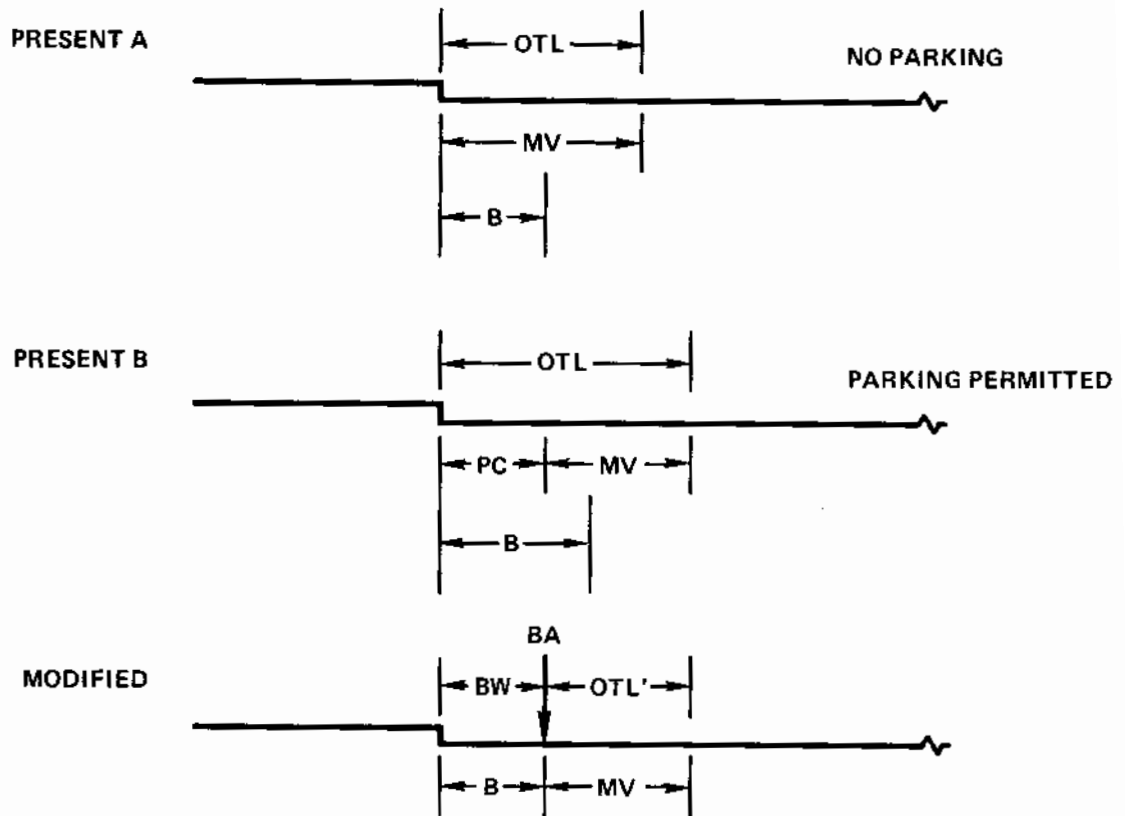 PRESENT A
OTL
NO PARKING
MV
B
PRESENT B
OTL
PARKING PERMITTED
PC MV
B
BA
MODIFIED
BW OTL'
B MV